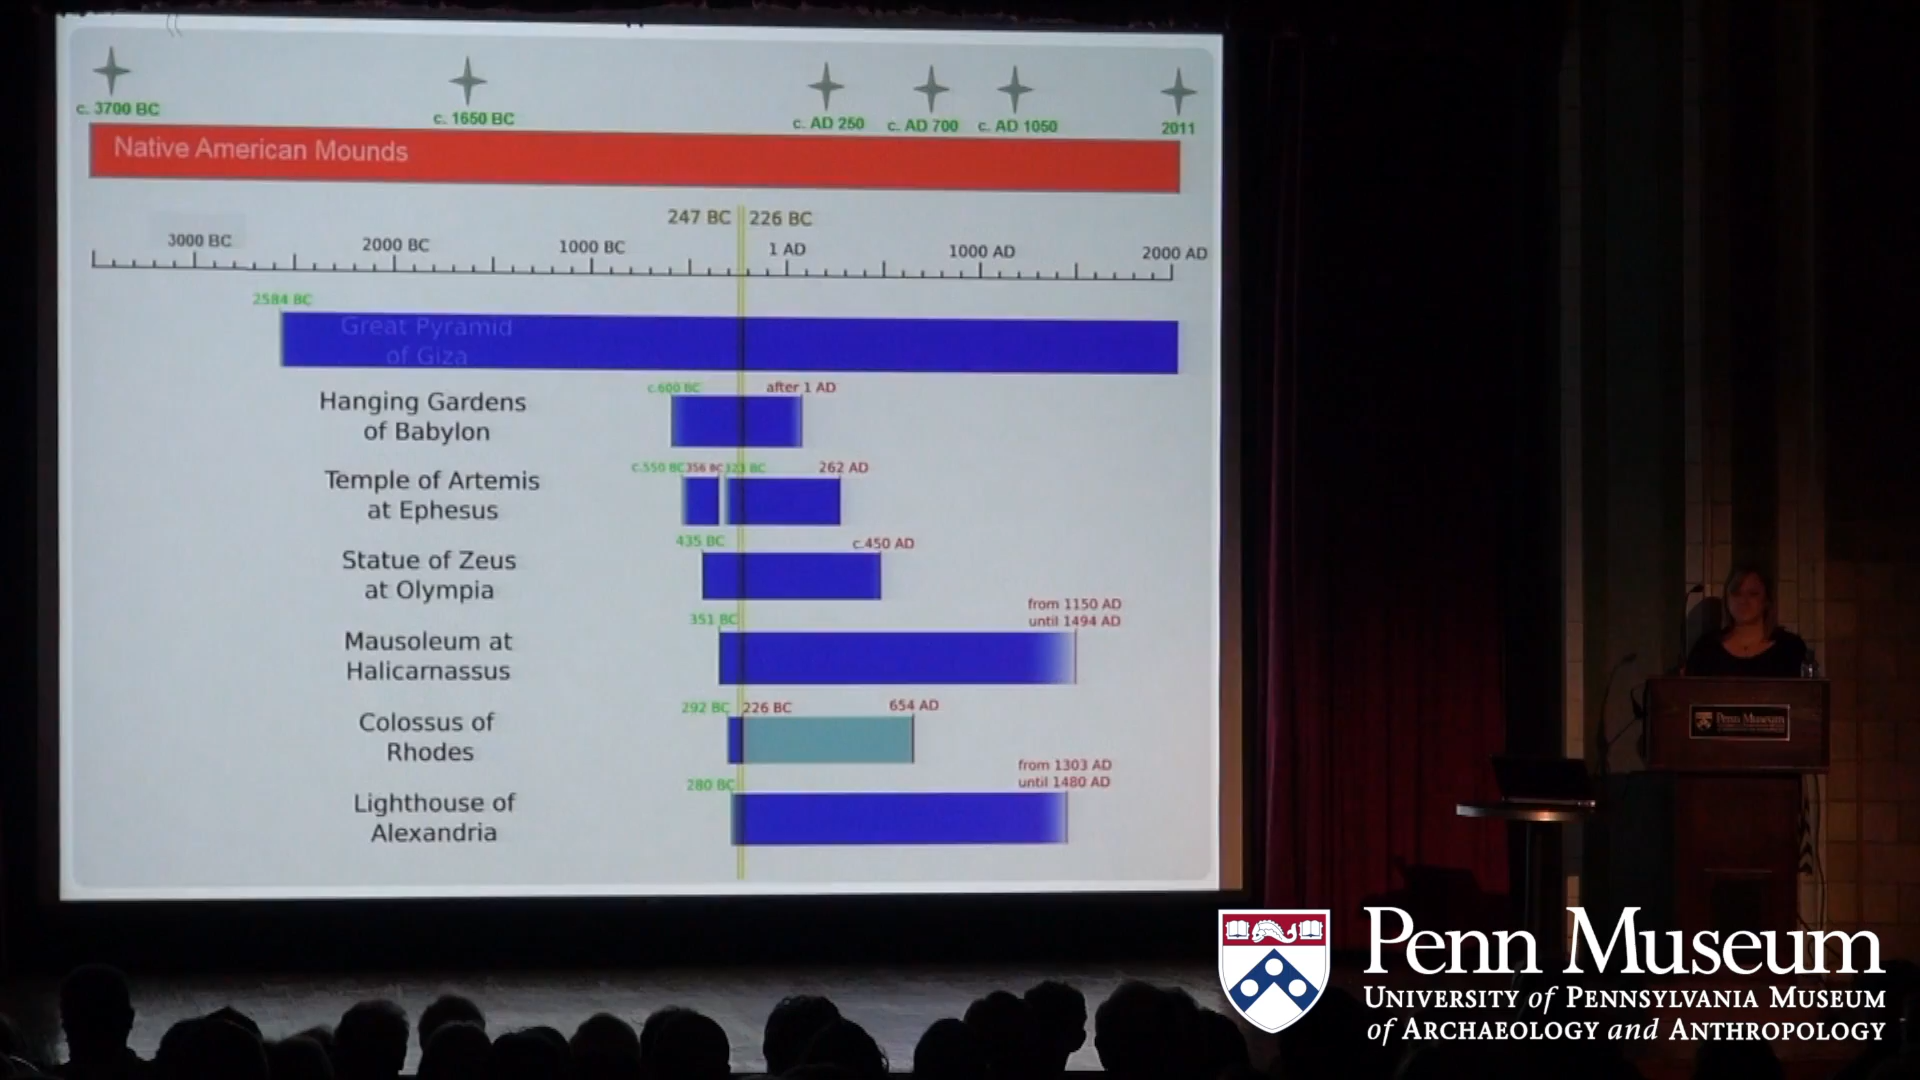 c. 3700 BC
c. 1650 BC
c. AD 250
c. AD 700
c. AD 1050
2011
Native American Mounds
247 BC
226 BC
3000 BC
2000 BC
1000 BC
1 AD
1000 AD
2000 AD
2584 BC
Great Pyramid
of Giza
c.600 BC
after 1 AD
Hanging Gardens
of Babylon
c.550 BC
356 BC
323 BC
262 AD
Temple of Artemis
at Ephesus
435 BC
c.450 AD
Statue of Zeus
at Olympia
351 BC
from 1150 AD
until 1494 AD
Mausoleum at
Halicarnassus
292 BC
226 BC
654 AD
Colossus of
Rhodes
280 BC
from 1303 AD
until 1480 AD
Lighthouse of
Alexandria
Penn Museum
Penn Museum
University of Pennsylvania Museum
of Archaeology and Anthropology